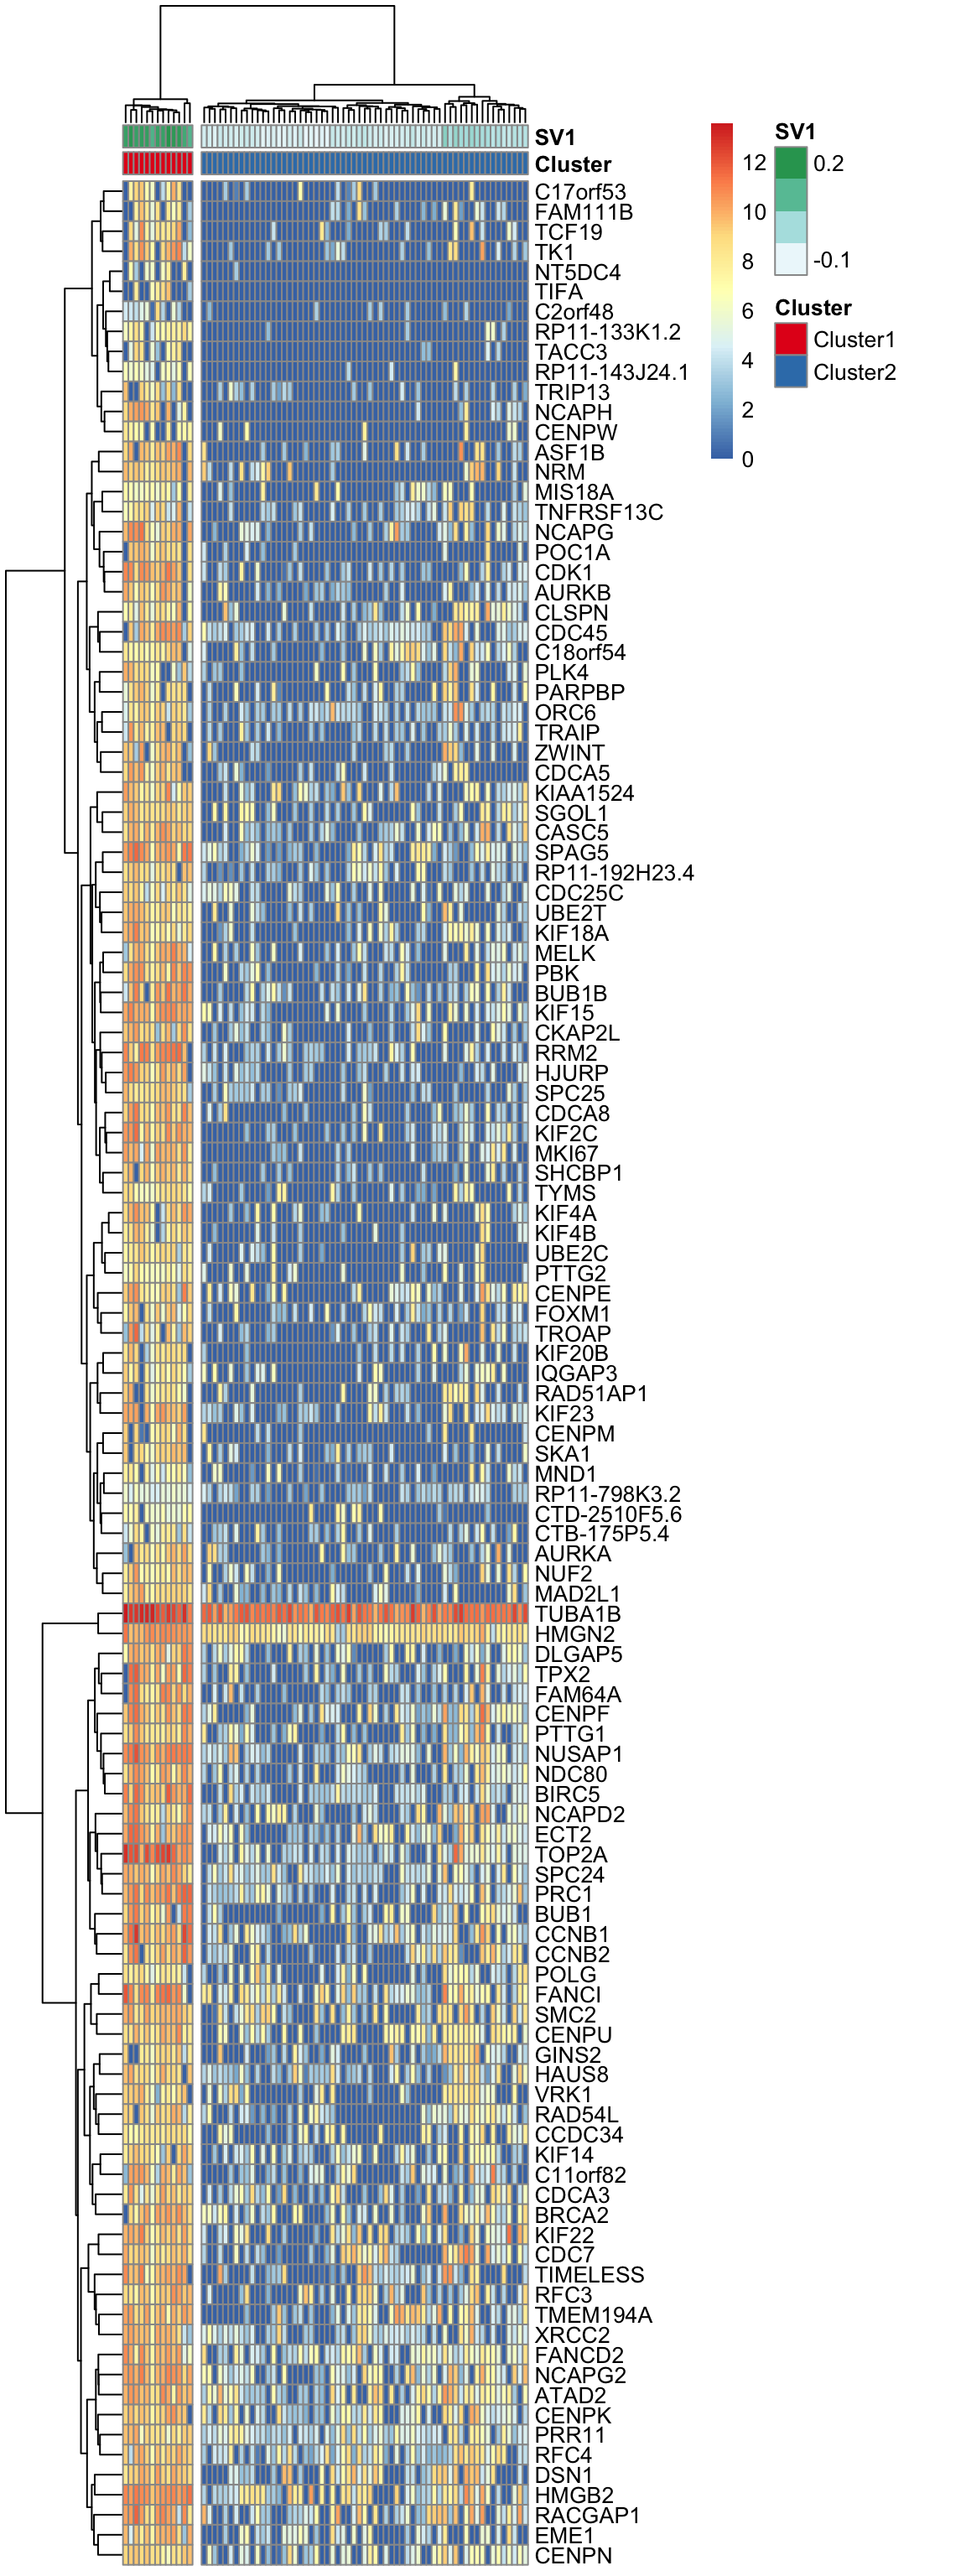 SV1
Cluster
C17orf53
FAM111B
TCF19
TK1
NT5DC4
TIFA
C2orf48
RP11-133K1.2
TACC3
RP11-143J24.1
TRIP13
NCAPH
CENPW
ASF1B
NRM
MIS18A
TNFRSF13C
NCAPG
POC1A
CDK1
AURKB
CLSPN
CDC45
C18orf54
PLK4
PARPBP
ORC6
TRAIP
ZWINT
CDCA5
KIAA1524
SGOL1
CASC5
SPAG5
RP11-192H23.4
CDC25C
UBE2T
KIF18A
MELK
PBK
BUB1B
KIF15
CKAP2L
RRM2
HJURP
SPC25
CDCA8
KIF2C
MKI67
SHCBP1
TYMS
KIF4A
KIF4B
UBE2C
PTTG2
CENPE
FOXM1
TROAP
KIF20B
IQGAP3
RAD51AP1
KIF23
CENPM
SKA1
MND1
RP11-798K3.2
CTD-2510F5.6
CTB-175P5.4
AURKA
NUF2
MAD2L1
TUBA1B
HMGN2
DLGAP5
TPX2
FAM64A
CENPF
PTTG1
NUSAP1
NDC80
BIRC5
NCAPD2
ECT2
TOP2A
SPC24
PRC1
BUB1
CCNB1
CCNB2
POLG
FANCI
SMC2
CENPU
GINS2
HAUS8
VRK1
RAD54L
CCDC34
KIF14
C11orf82
CDCA3
BRCA2
KIF22
CDC7
TIMELESS
RFC3
TMEM194A
XRCC2
FANCD2
NCAPG2
ATAD2
CENPK
PRR11
RFC4
DSN1
HMGB2
RACGAP1
EME1
CENPN
12
10
8
6
4
2
0
SV1
0.2
-0.1
Cluster
Cluster1
Cluster2